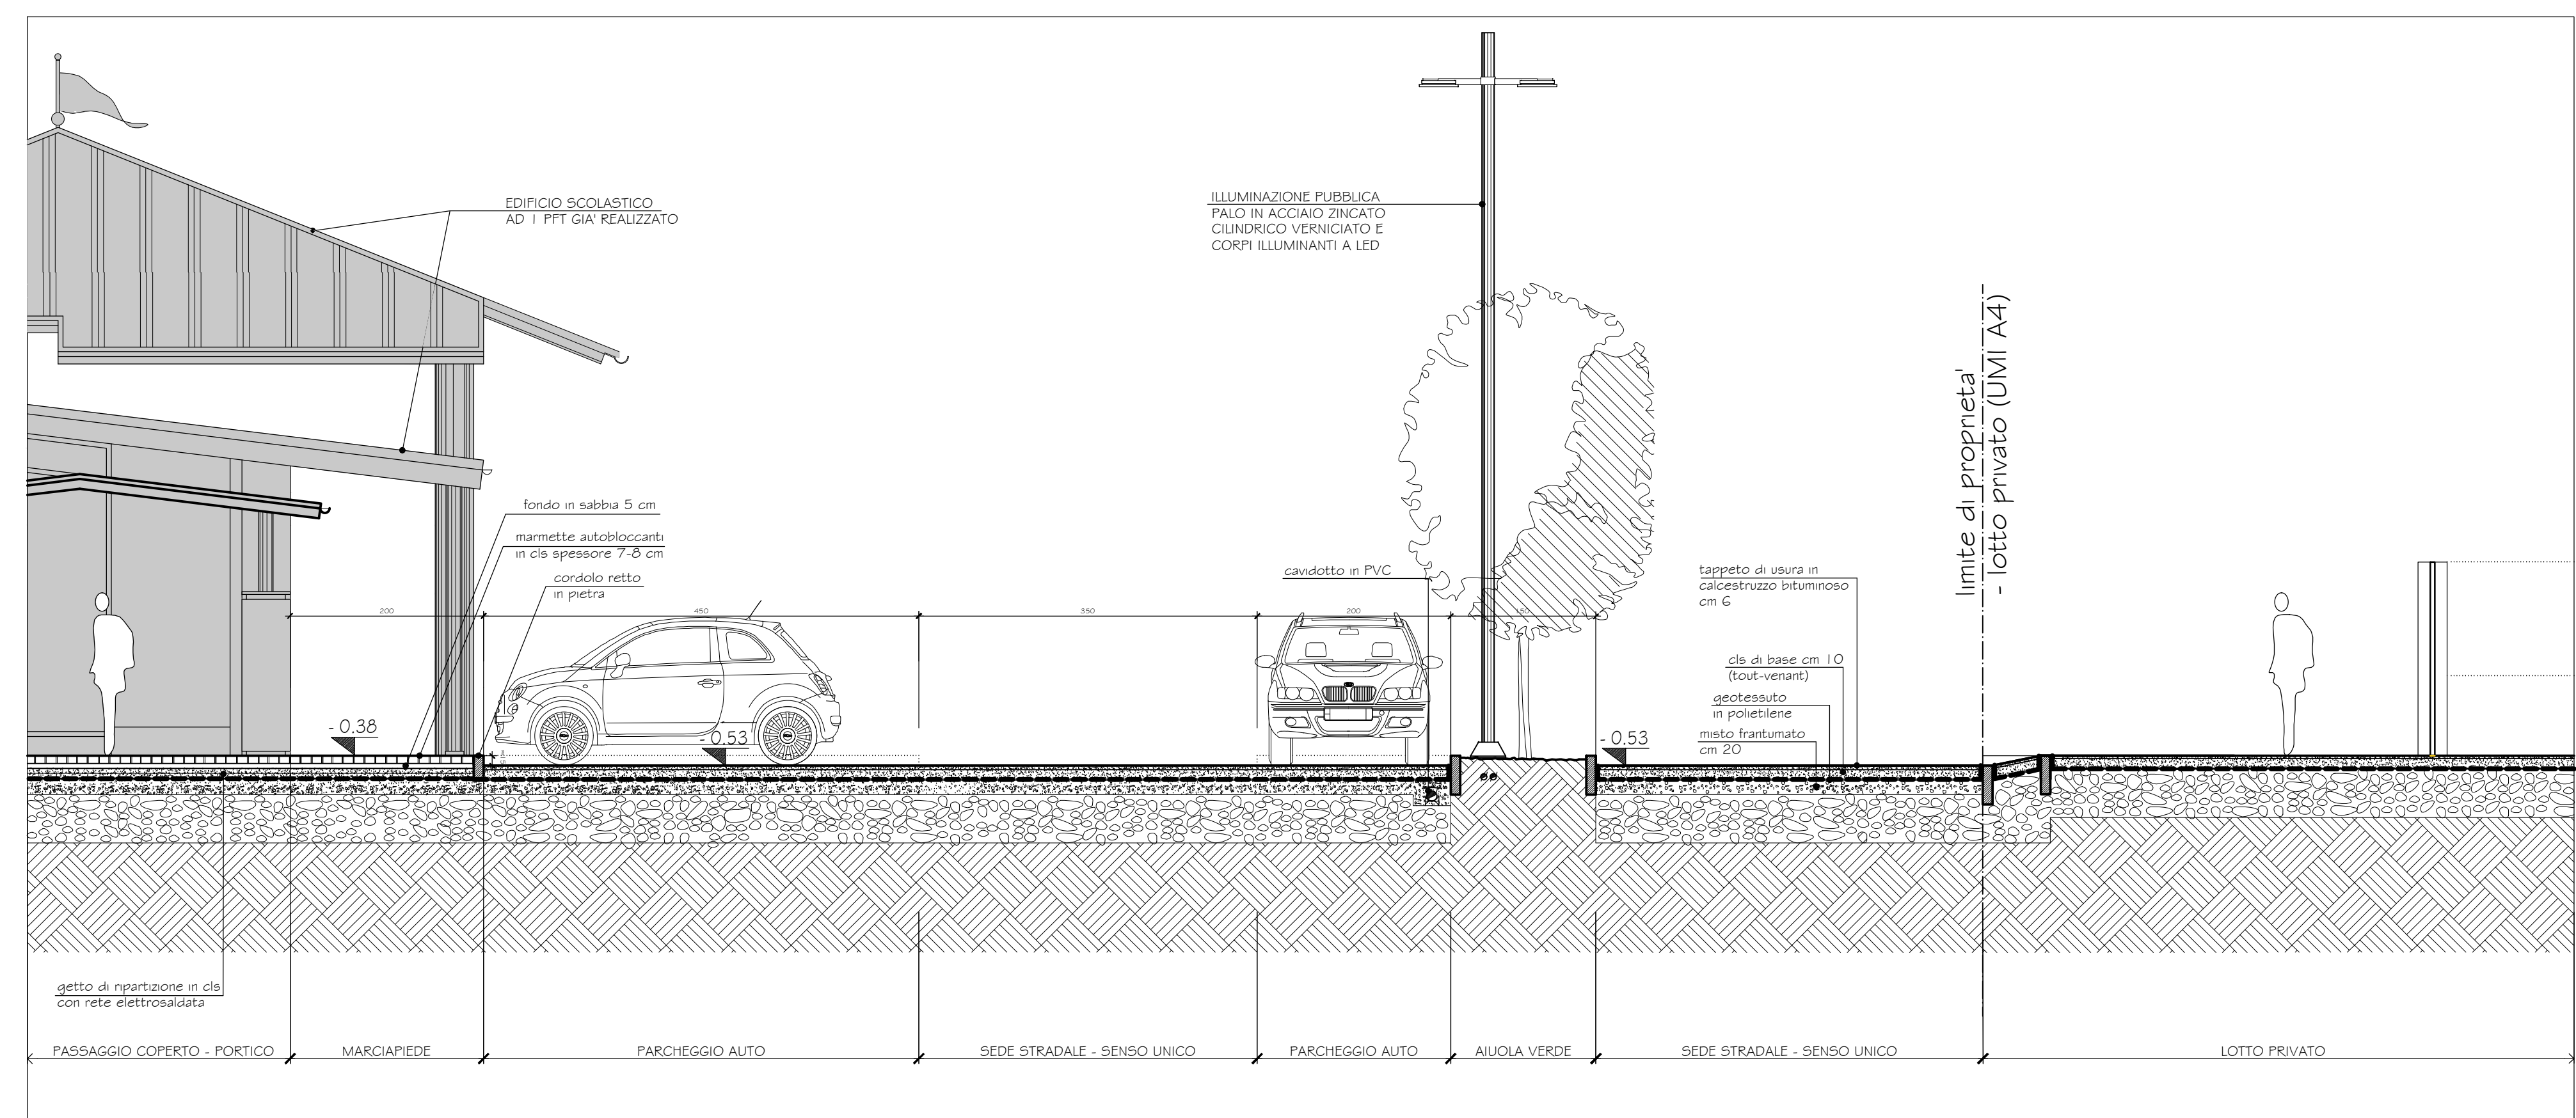 EDIFICIO SCOLASTICO
AD 1 PFT GIA' REALIZZATO
ILLUMINAZIONE PUBBLICA
PALO IN ACCIAIO ZINCATO
CILINDRICO VERNICIATO E
CORPI ILLUMINANTI A LED
limite di proprieta'
- lotto privato (UMI A4)
fondo in sabbia 5 cm
marmette autobloccanti
in cls spessore 7-8 cm
cordolo retto
in pietra
cavidotto in PVC
tappeto di usura in
calcestruzzo bituminoso
cm 6
200
450
350
200
150
cls di base cm 10
(tout-venant)
geotessuto
in polietilene
misto frantumato
cm 20
- 0.38
- 0.53
- 0.53
getto di ripartizione in cls
con rete elettrosaldata
PASSAGGIO COPERTO - PORTICO
MARCIAPIEDE
PARCHEGGIO AUTO
SEDE STRADALE - SENSO UNICO
PARCHEGGIO AUTO
AIUOLA VERDE
SEDE STRADALE - SENSO UNICO
LOTTO PRIVATO